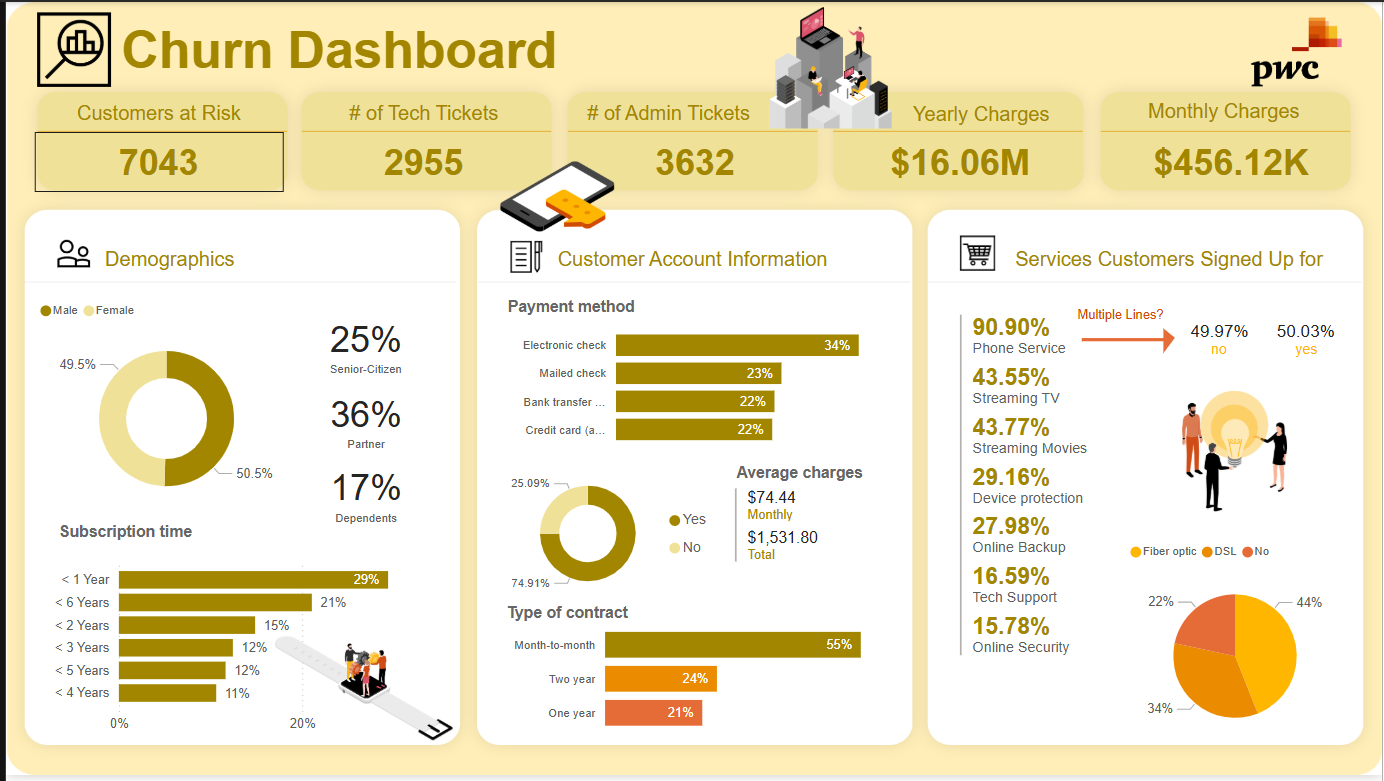 Churn Dashboard
pwc
Customers at Risk
7043
# of Tech Tickets
2955
# of Admin Tickets
3632
Yearly Charges
$16.06M
Monthly Charges
$456.12K
Demographics
Male Female
49.5%
50.5%
25%
Senior-Citizen
36%
Partner
17%
Dependents
Subscription time
< 1 Year 29%
< 6 Years 21%
< 2 Years 15%
< 3 Years 12%
< 5 Years 12%
< 4 Years 11%
0% 20%
Customer Account Information
Payment method
Electronic check 34%
Mailed check 23%
Bank transfer ... 22%
Credit card (a... 22%
25.09%
74.91%
Yes
No
Average charges
$74.44
Monthly
$1,531.80
Total
Type of contract
Month-to-month 55%
Two year 24%
One year 21%
Services Customers Signed Up for
90.90%
Phone Service
Multiple Lines?
49.97%
no
50.03%
yes
43.55%
Streaming TV
43.77%
Streaming Movies
29.16%
Device protection
27.98%
Online Backup
16.59%
Tech Support
15.78%
Online Security
Fiber optic DSL No
22%
44%
34%